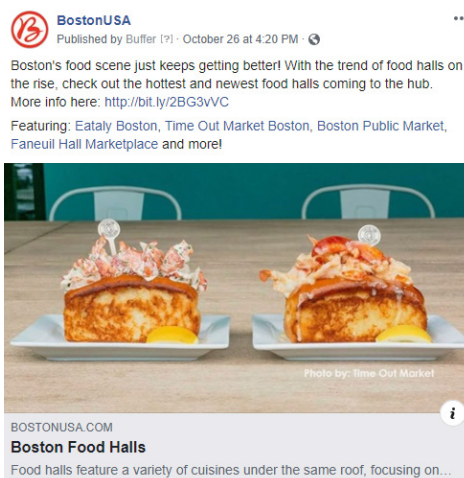 BostonUSA
Published by Buffer [?] · October 26 at 4:20 PM ·
Boston's food scene just keeps getting better! With the trend of food halls on
the rise, check out the hottest and newest food halls coming to the hub.
More info here: http://bit.ly/2BG3vVC
Featuring: Eataly Boston, Time Out Market Boston, Boston Public Market,
Faneuil Hall Marketplace and more!
Photo by: Time Out Market
BOSTONUSA.COM
Boston Food Halls
Food halls feature a variety of cuisines under the same roof, focusing on...